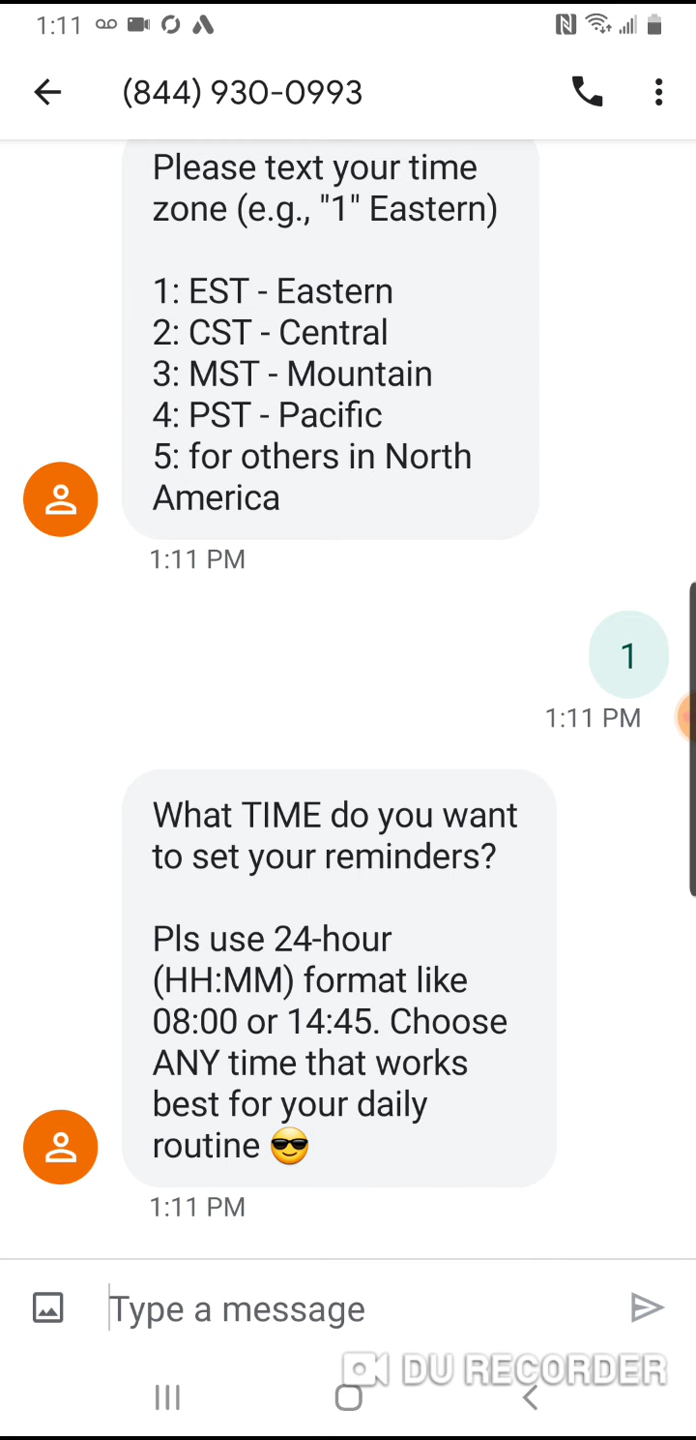 1:11
(844) 930-0993
Please text your time
zone (e.g., "1" Eastern)
1: EST - Eastern
2: CST - Central
3: MST - Mountain
4: PST - Pacific
5: for others in North
America
1:11 PM
1
1:11 PM
What TIME do you want
to set your reminders?
Pls use 24-hour
(HH:MM) format like
08:00 or 14:45. Choose
ANY time that works
best for your daily
routine 😎
1:11 PM
Type a message
DU RECORDER